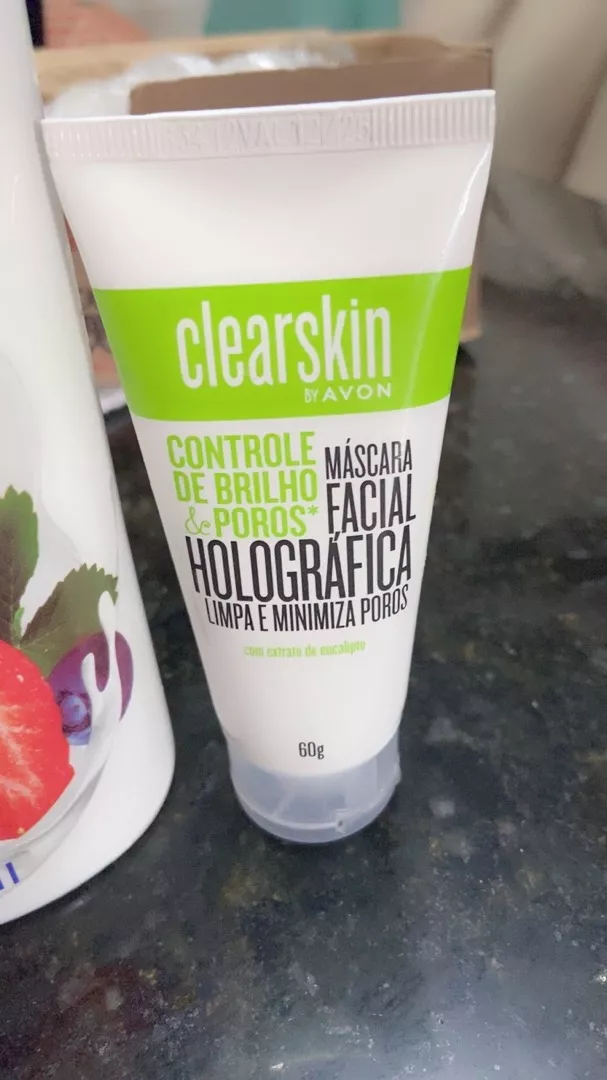 clearskin
BY AVON
CONTROLE
DE BRILHO
& POROS*
MÁSCARA
FACIAL
HOLOGRÁFICA
LIMPA E MINIMIZA POROS
com extrato de eucalipto
60g